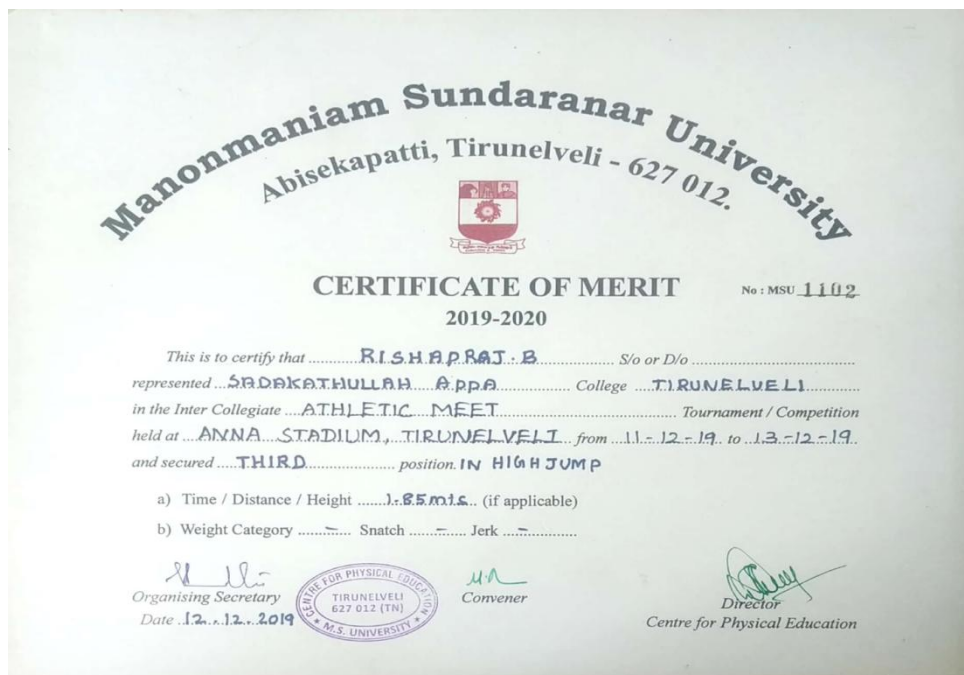 Manonmaniam Sundaranar University
Abisekapatti, Tirunelveli - 627 012.
CERTIFICATE OF MERIT
No : MSU 1102
2019-2020
This is to certify that RISHAPRAJ. B S/o or D/o
represented SADAKATHULLAH APPA College TIRUNELVELI
in the Inter Collegiate ATHLETIC MEET Tournament / Competition
held at ANNA STADIUM, TIRUNELVELI from 11-12-19 to 13-12-19
and secured THIRD position IN HIGH JUMP
a) Time / Distance / Height 1.85mts (if applicable)
b) Weight Category - Snatch - Jerk -
Organising Secretary
Date 12.12.2019
CENTRE FOR PHYSICAL EDUCATION
TIRUNELVELI
627 012 (TN)
M.S. UNIVERSITY
Convener
Director
Centre for Physical Education